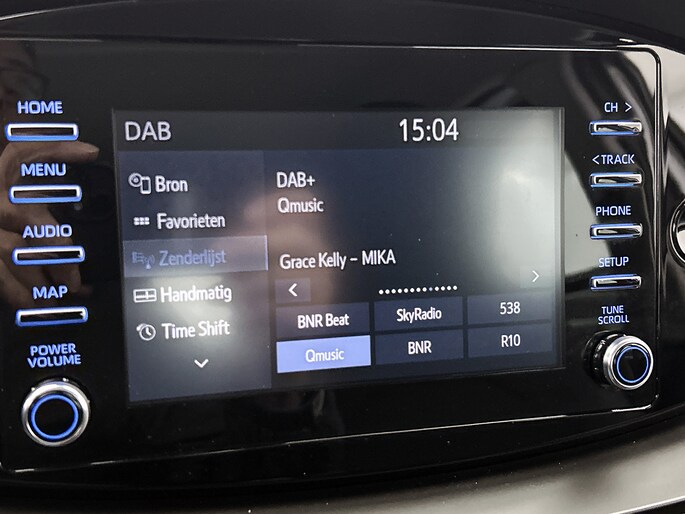 HOME
MENU
AUDIO
MAP
POWER
VOLUME
DAB
15:04
Bron
Favorieten
Zenderlijst
Handmatig
Time Shift
DAB+
Qmusic
Grace Kelly – MIKA
BNR Beat
SkyRadio
538
Qmusic
BNR
R10
CH >
< TRACK
PHONE
SETUP
TUNE
SCROLL